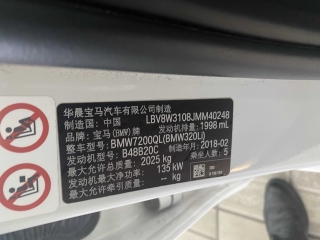 华晨宝马汽车有限公司制造
制造国：中国 LBV8W3108JMM40248
品牌：宝马(BMW)牌 发动机排量：1998 mL
整车型号：BMW7200QL(BMW320Li)
发动机型号：B48B20C 制造年月：2018-02
最大允许总质量：2025 kg 乘坐人数：5
发动机最大净功率：135 kW
最大允许牵引质量：— kg